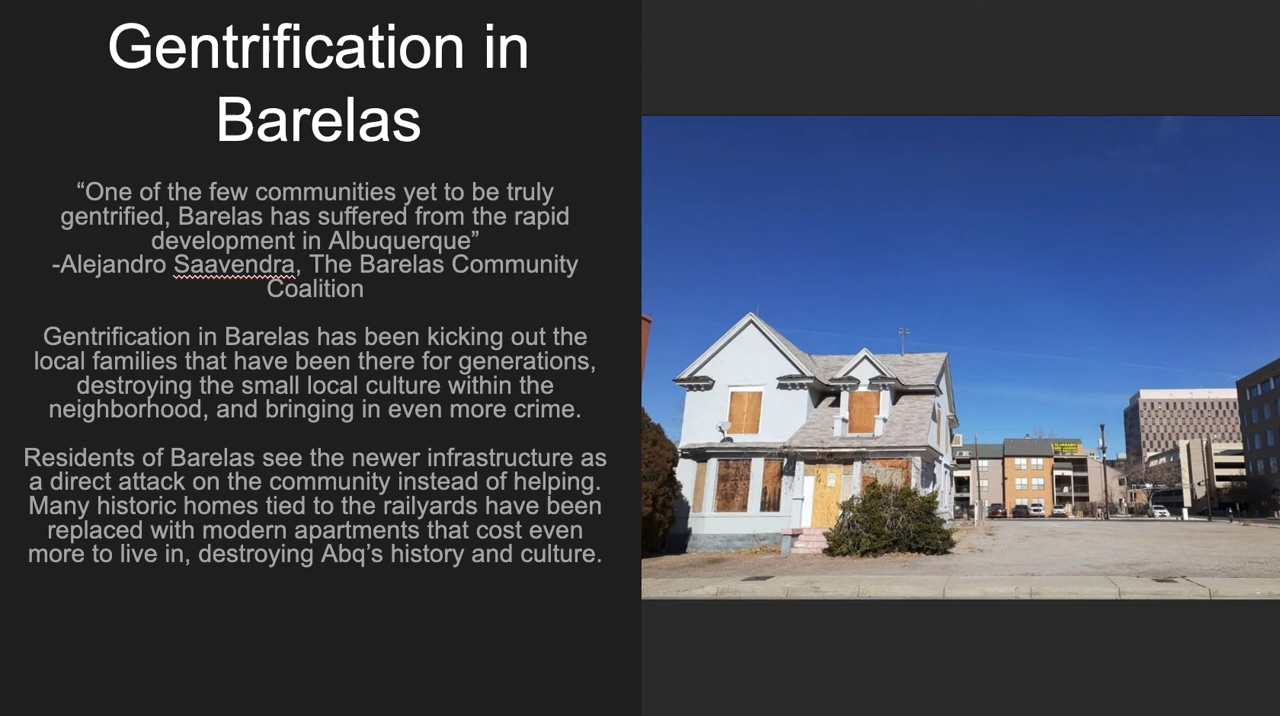 Gentrification in
Barelas
“One of the few communities yet to be truly
gentrified, Barelas has suffered from the rapid
development in Albuquerque”
-Alejandro Saavendra, The Barelas Community
Coalition
Gentrification in Barelas has been kicking out the
local families that have been there for generations,
destroying the small local culture within the
neighborhood, and bringing in even more crime.
Residents of Barelas see the newer infrastructure as
a direct attack on the community instead of helping.
Many historic homes tied to the railyards have been
replaced with modern apartments that cost even
more to live in, destroying Abq’s history and culture.